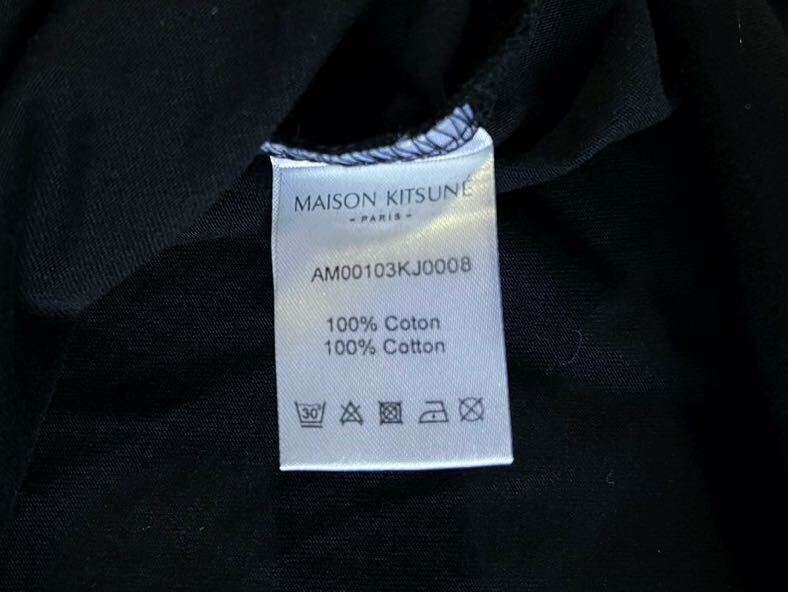 MAISON KITSUNÉ
- PARIS -
AM00103KJ0008
100% Coton
100% Cotton
30°